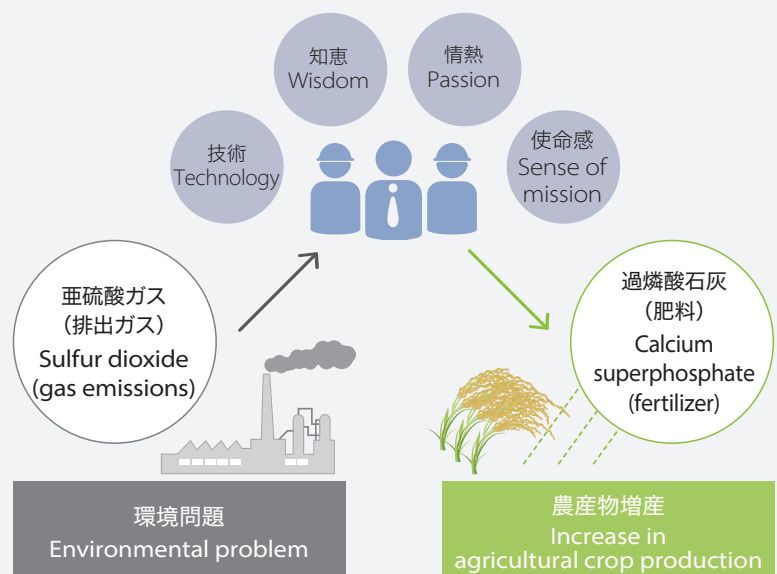 知恵
Wisdom
情熱
Passion
技術
Technology
使命感
Sense of
mission
亜硫酸ガス
（排出ガス）
Sulfur dioxide
(gas emissions)
過燐酸石灰
（肥料）
Calcium
superphosphate
(fertilizer)
環境問題
Environmental problem
農産物増産
Increase in
agricultural crop production